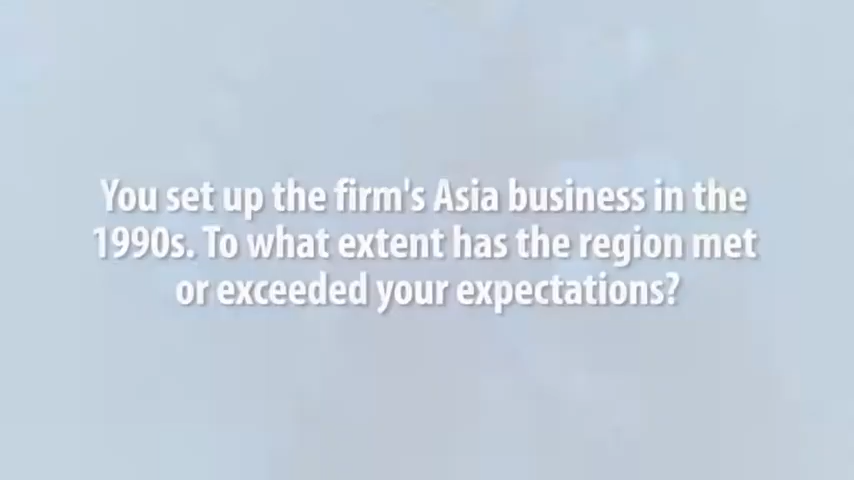 You set up the firm's Asia business in the
1990s. To what extent has the region met
or exceeded your expectations?